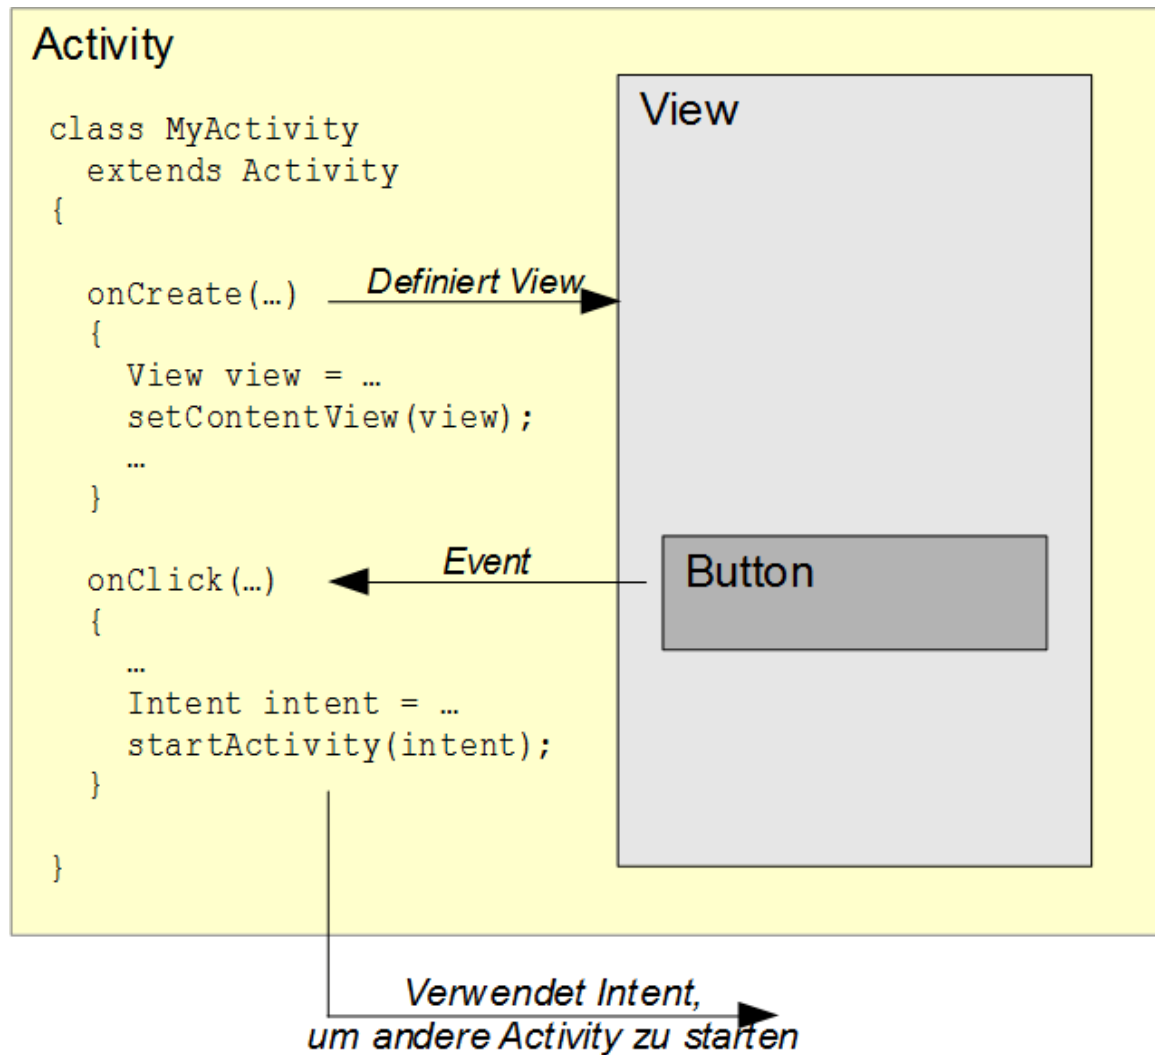 Activity
class MyActivity
extends Activity
{
onCreate(…)
{
View view = …
setContentView(view);
…
}
onClick(…)
{
…
Intent intent = …
startActivity(intent);
}
}
Definiert View
View
Event
Button
Verwendet Intent,
um andere Activity zu starten